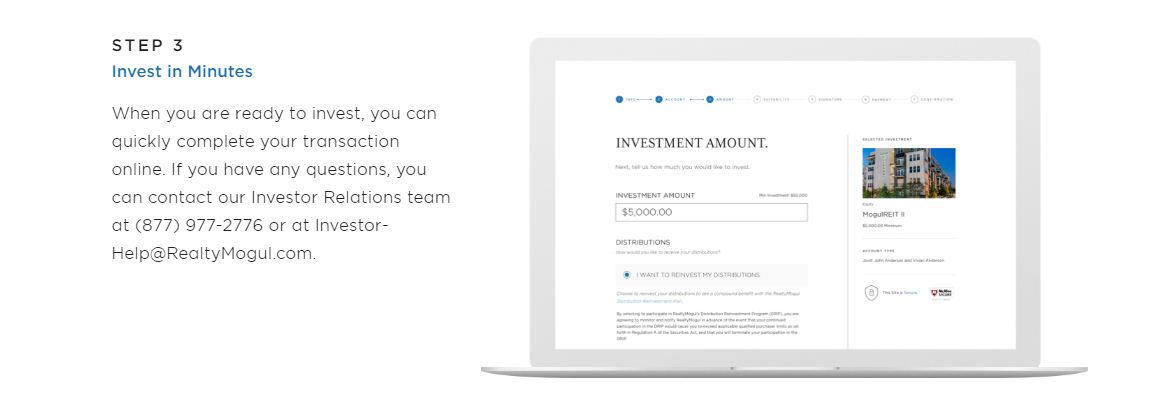 STEP 3
Invest in Minutes
When you are ready to invest, you can
quickly complete your transaction
online. If you have any questions, you
can contact our Investor Relations team
at (877) 977-2776 or at Investor-
Help@RealtyMogul.com.
INFO
ACCOUNT
AMOUNT
SUITABILITY
SIGNATURE
PAYMENT
CONFIRMATION
INVESTMENT AMOUNT.
Next, tell us how much you would like to invest.
INVESTMENT AMOUNT
$5,000.00
DISTRIBUTIONS
How would you like to receive your distributions?
I WANT TO REINVEST MY DISTRIBUTIONS
Choose to reinvest your distributions to see a compound benefit with the RealtyMogul
Distribution Reinvestment Plan.
By selecting to participate in RealtyMogul's Distribution Reinvestment Program (DRIP), you are
agreeing to monitor and notify RealtyMogul in advance of the event that your continued
participation in the DRIP would cause you to exceed applicable qualified purchaser limits as set
forth in Regulation A of the Securities Act, and that you will terminate your participation in the
DRIP.
SELECTED INVESTMENT
Equity
MogulREIT II
$5,000.00 Minimum
ACCOUNT TYPE
Joint: John Anderson and Vivian Anderson
This Site is Secure
McAfee
SECURE